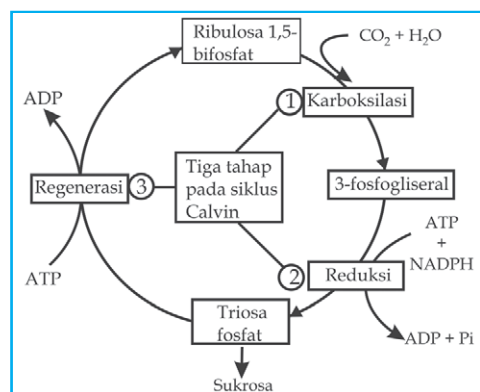 Ribulosa 1,5-
bifosfat
CO2 + H2O
ADP
1
Karboksilasi
Regenerasi
3
Tiga tahap
pada siklus
Calvin
3-fosfogliseral
ATP
+
NADPH
2
Reduksi
ATP
Triosa
fosfat
ADP + Pi
Sukrosa